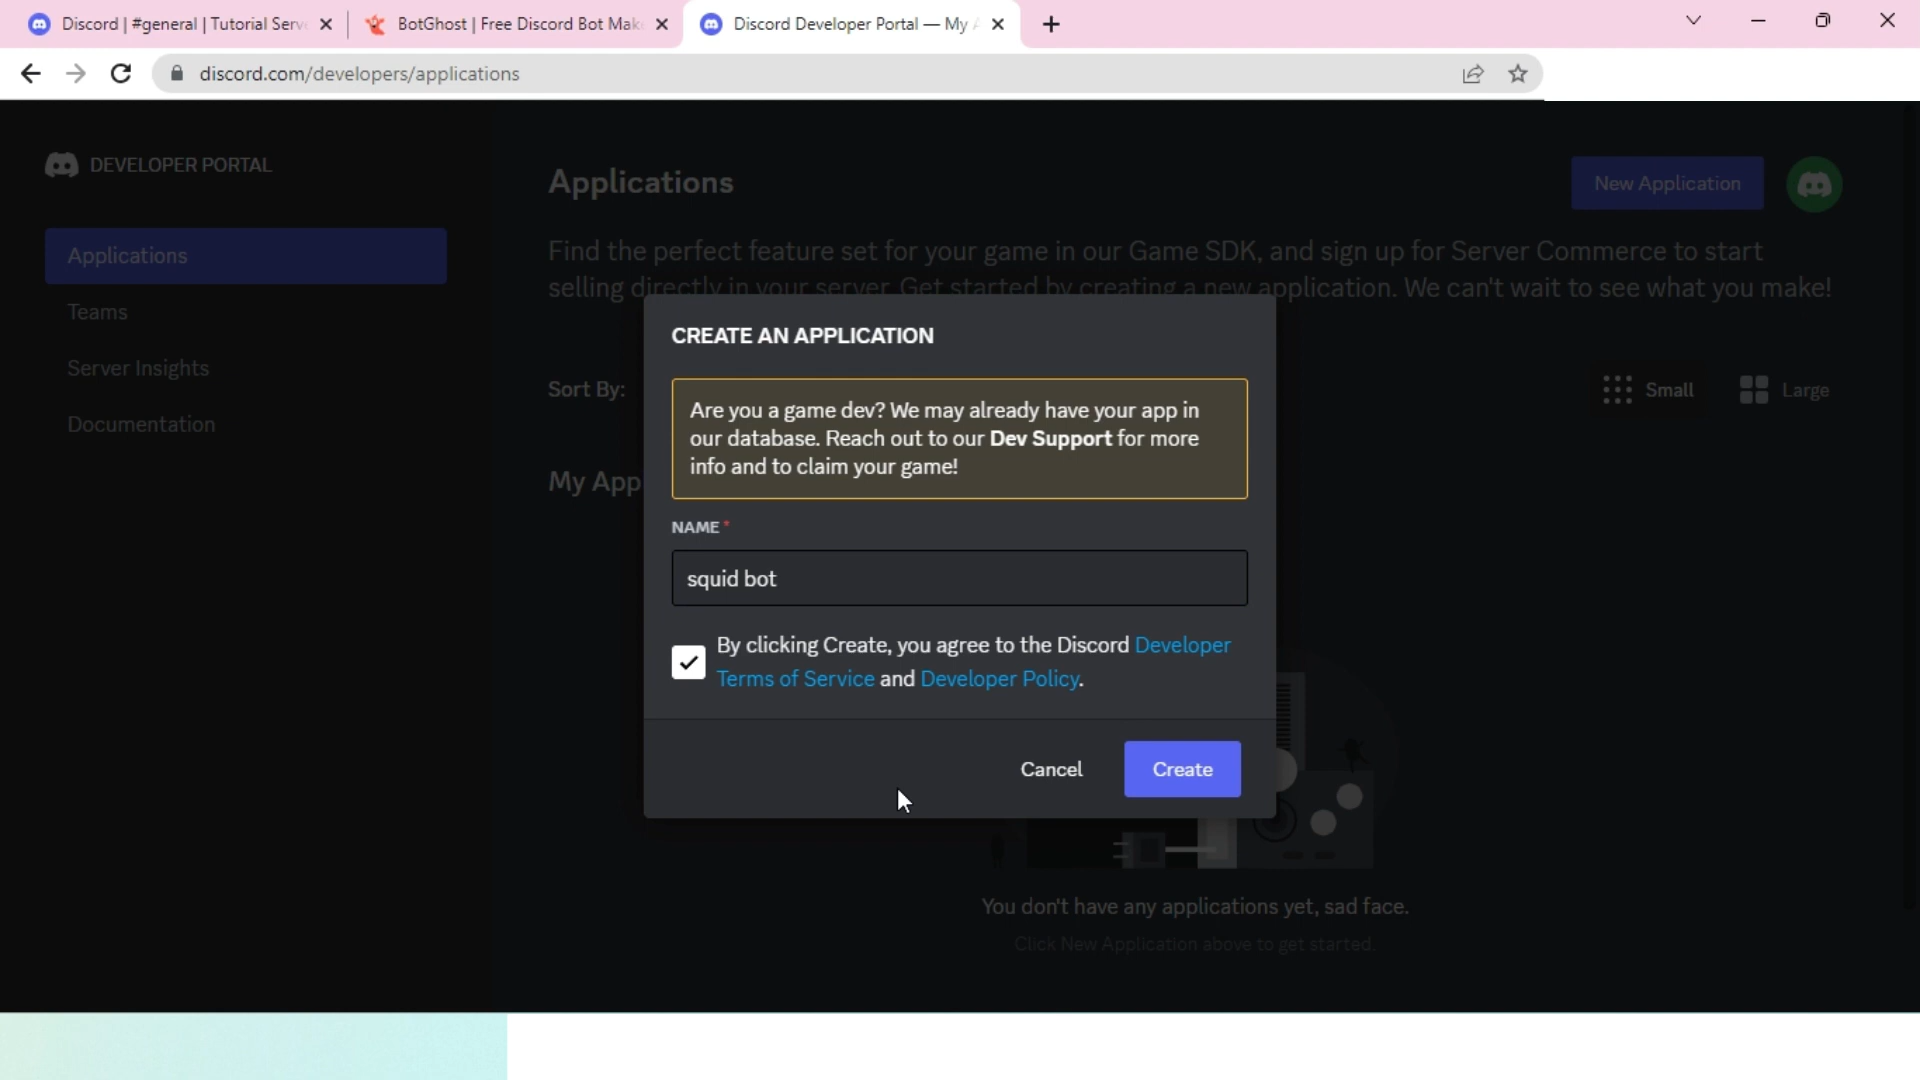 Discord | #general | Tutorial Serv
BotGhost | Free Discord Bot Mak
Discord Developer Portal — My A
discord.com/developers/applications
DEVELOPER PORTAL
Applications
Teams
Server Insights
Documentation
Applications
New Application
Find the perfect feature set for your game in our Game SDK, and sign up for Server Commerce to start
selling directly in your server. Get started by creating a new application. We can't wait to see what you make!
Sort By:
Small
Large
My App
CREATE AN APPLICATION
Are you a game dev? We may already have your app in
our database. Reach out to our Dev Support for more
info and to claim your game!
NAME *
squid bot
By clicking Create, you agree to the Discord Developer
Terms of Service and Developer Policy.
Cancel
Create
You don't have any applications yet, sad face.
Click New Application above to get started.